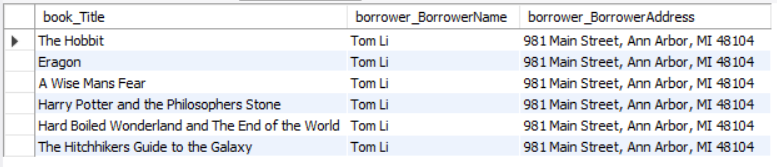 book_Title borrower_BorrowerName borrower_BorrowerAddress
The Hobbit Tom Li 981 Main Street, Ann Arbor, MI 48104
Eragon Tom Li 981 Main Street, Ann Arbor, MI 48104
A Wise Mans Fear Tom Li 981 Main Street, Ann Arbor, MI 48104
Harry Potter and the Philosophers Stone Tom Li 981 Main Street, Ann Arbor, MI 48104
Hard Boiled Wonderland and The End of the World Tom Li 981 Main Street, Ann Arbor, MI 48104
The Hitchhikers Guide to the Galaxy Tom Li 981 Main Street, Ann Arbor, MI 48104